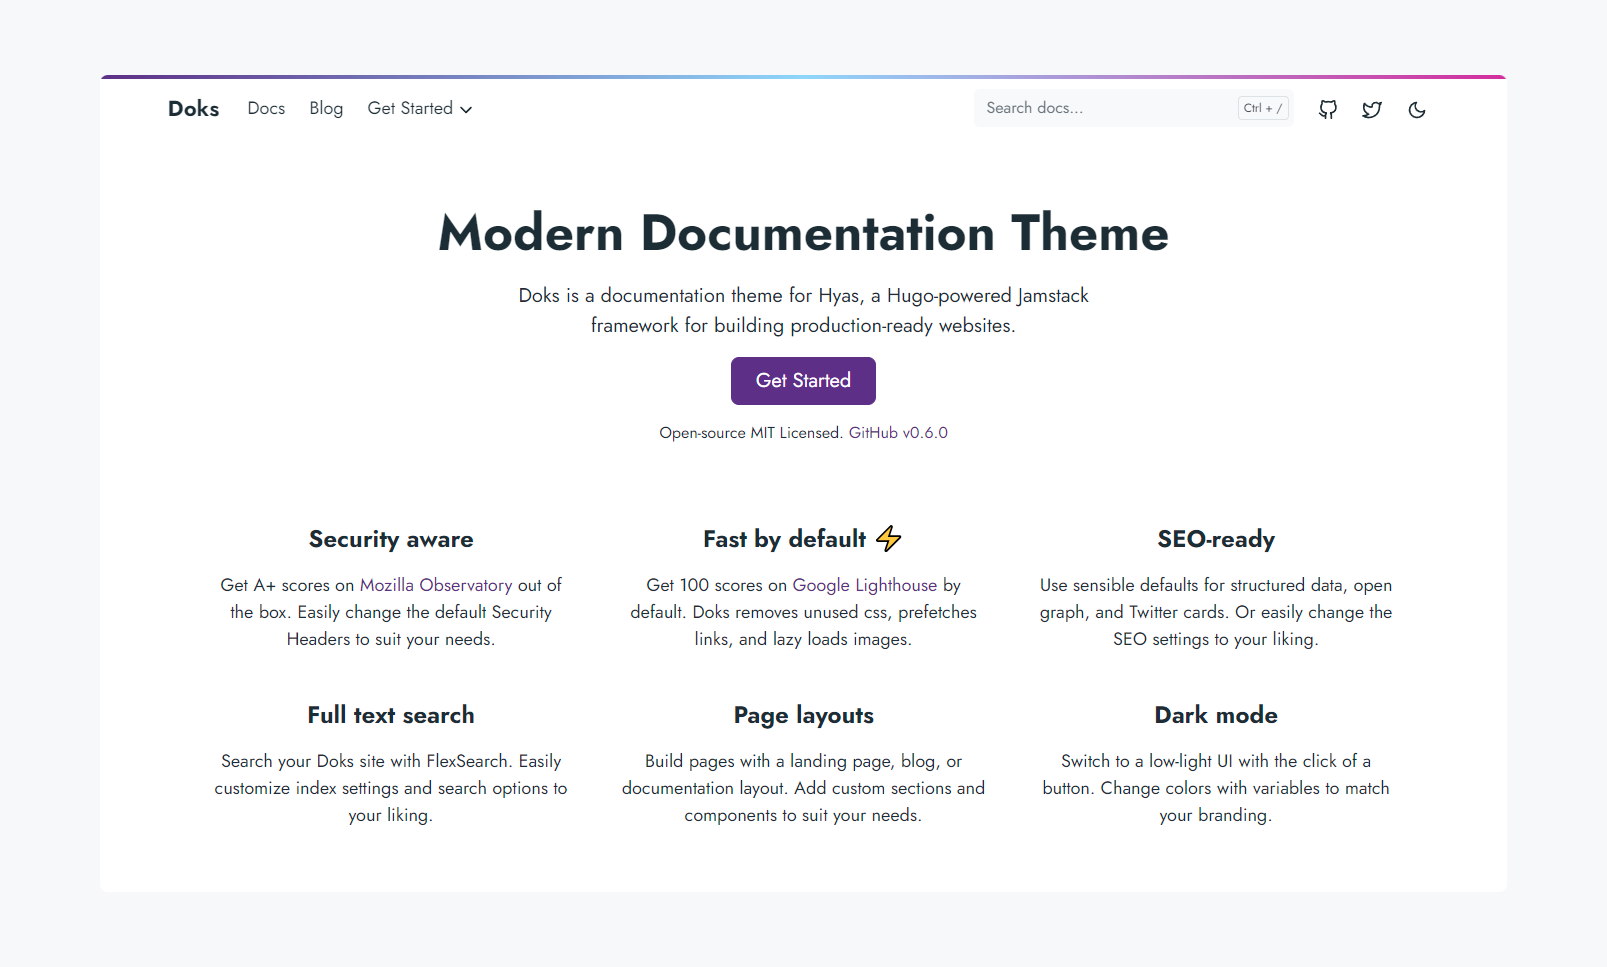 Doks Docs Blog Get Started Search docs... Ctrl + /
Modern Documentation Theme
Doks is a documentation theme for Hyas, a Hugo-powered Jamstack
framework for building production-ready websites.
Get Started
Open-source MIT Licensed. GitHub v0.6.0
Security aware
Get A+ scores on Mozilla Observatory out of
the box. Easily change the default Security
Headers to suit your needs.
Fast by default ⚡
Get 100 scores on Google Lighthouse by
default. Doks removes unused css, prefetches
links, and lazy loads images.
SEO-ready
Use sensible defaults for structured data, open
graph, and Twitter cards. Or easily change the
SEO settings to your liking.
Full text search
Search your Doks site with FlexSearch. Easily
customize index settings and search options to
your liking.
Page layouts
Build pages with a landing page, blog, or
documentation layout. Add custom sections and
components to suit your needs.
Dark mode
Switch to a low-light UI with the click of a
button. Change colors with variables to match
your branding.